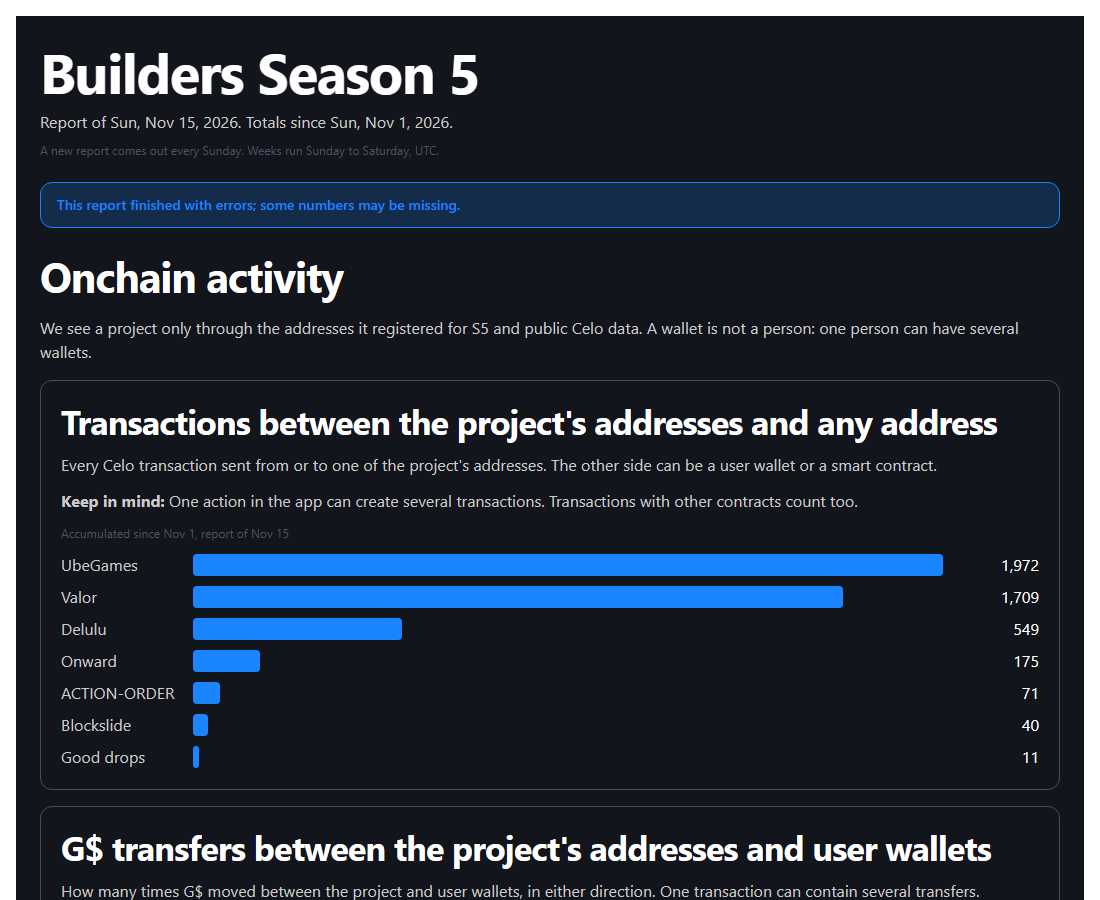 Builders Season 5
Report of Sun, Nov 15, 2026. Totals since Sun, Nov 1, 2026.
A new report comes out every Sunday. Weeks run Sunday to Saturday, UTC.
This report finished with errors; some numbers may be missing.
Onchain activity
We see a project only through the addresses it registered for S5 and public Celo data. A wallet is not a person: one person can have several
wallets.
Transactions between the project's addresses and any address
Every Celo transaction sent from or to one of the project's addresses. The other side can be a user wallet or a smart contract.
Keep in mind: One action in the app can create several transactions. Transactions with other contracts count too.
Accumulated since Nov 1, report of Nov 15
UbeGames 1,972
Valor 1,709
Delulu 549
Onward 175
ACTION-ORDER 71
Blockslide 40
Good drops 11
G$ transfers between the project's addresses and user wallets
How many times G$ moved between the project and user wallets, in either direction. One transaction can contain several transfers.